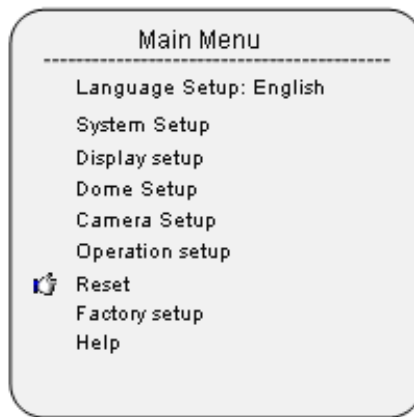 Main Menu
Language Setup: English
System Setup
Display setup
Dome Setup
Camera Setup
Operation setup
Reset
Factory setup
Help